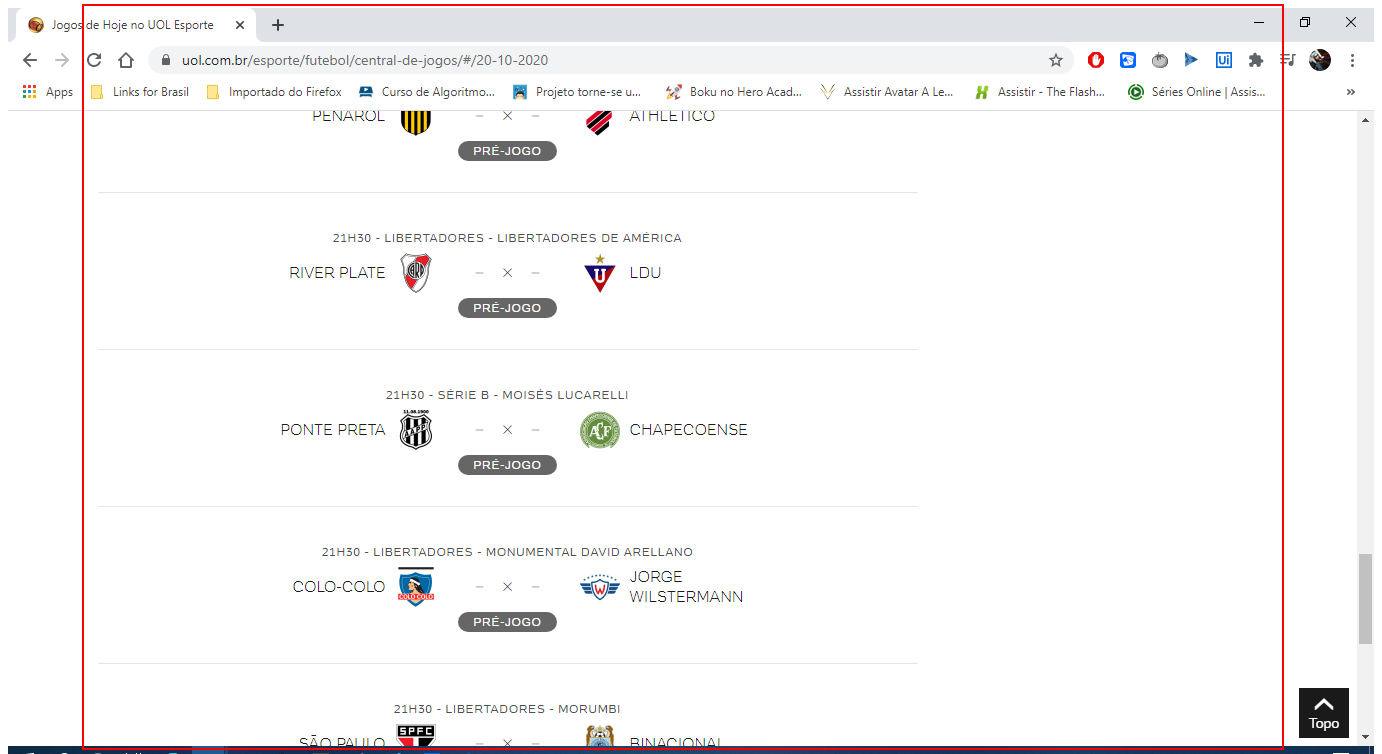 Jogos de Hoje no UOL Esporte
uol.com.br/esporte/futebol/central-de-jogos/#/20-10-2020
Apps Links for Brasil Importado do Firefox Curso de Algoritmo... Projeto torne-se u... Boku no Hero Acad... Assistir Avatar A Le... Assistir - The Flash... Séries Online | Assis...
PEÑAROL ATHLETICO
PRÉ-JOGO
21H30 - LIBERTADORES - LIBERTADORES DE AMÉRICA
RIVER PLATE - × - LDU
PRÉ-JOGO
21H30 - SÉRIE B - MOISÉS LUCARELLI
PONTE PRETA - × - CHAPECOENSE
PRÉ-JOGO
21H30 - LIBERTADORES - MONUMENTAL DAVID ARELLANO
COLO-COLO - × - JORGE
WILSTERMANN
PRÉ-JOGO
21H30 - LIBERTADORES - MORUMBI
SÃO PAULO SPFC - × - BINACIONAL
Topo